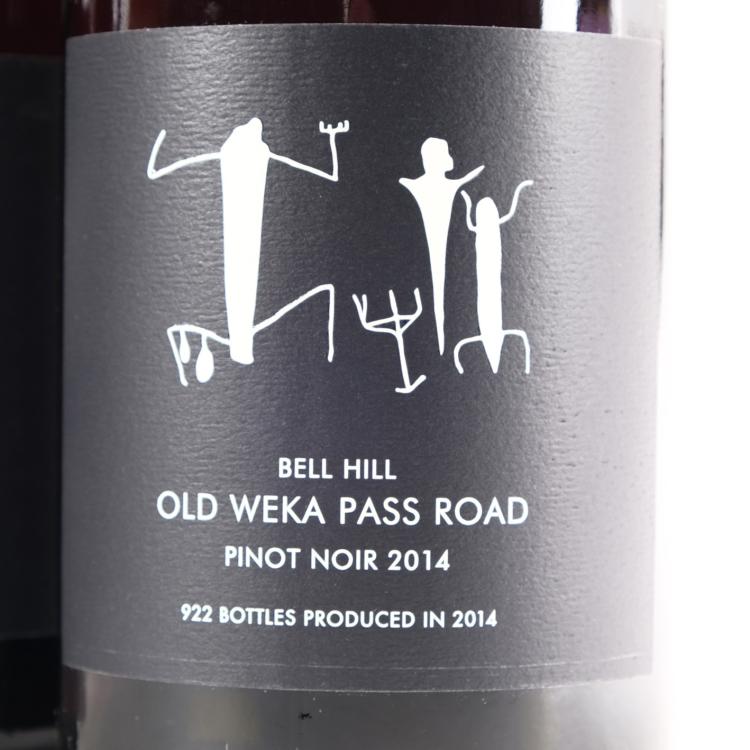 BELL HILL
OLD WEKA PASS ROAD
PINOT NOIR 2014
922 BOTTLES PRODUCED IN 2014